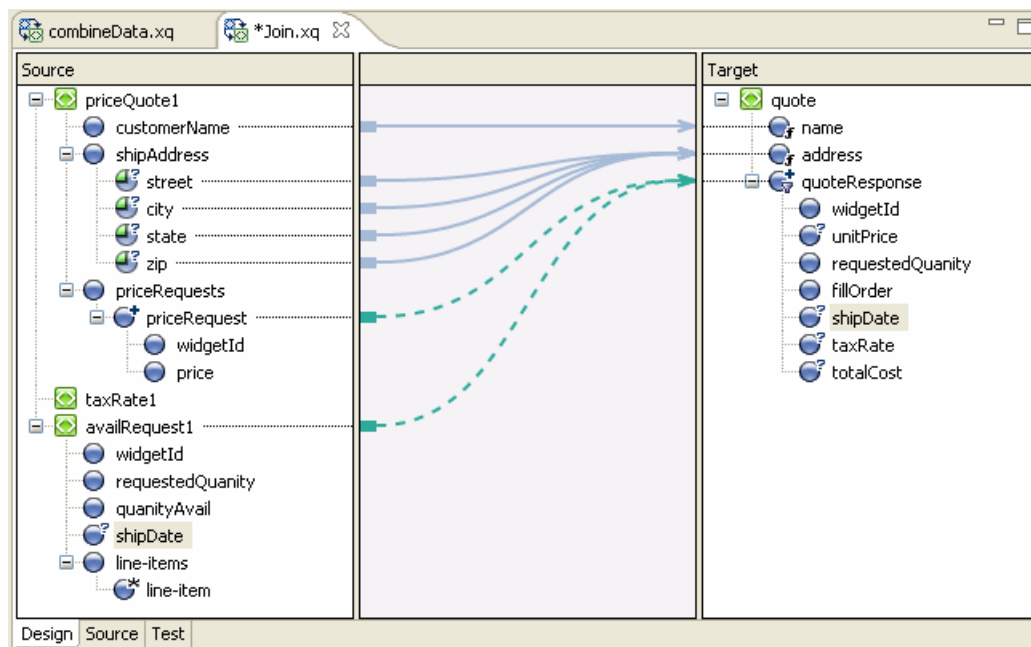 combineData.xq
*Join.xq
Source
Target
priceQuote1
customerName
shipAddress
street
city
state
zip
priceRequests
priceRequest
widgetId
price
taxRate1
availRequest1
widgetId
requestedQuanity
quanityAvail
shipDate
line-items
line-item
quote
name
address
quoteResponse
widgetId
unitPrice
requestedQuanity
fillOrder
shipDate
taxRate
totalCost
Design Source Test